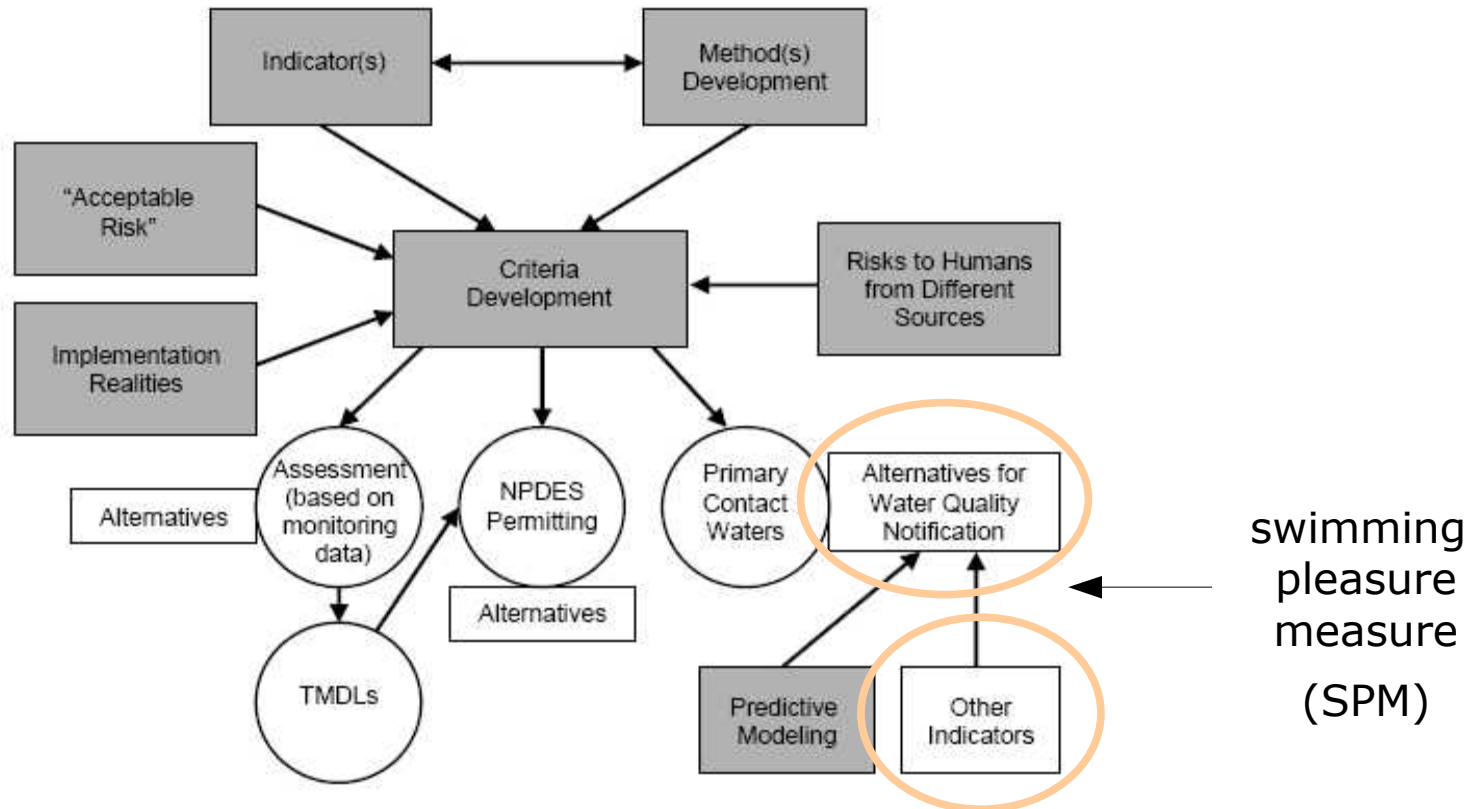 Indicator(s)
Method(s)
Development
"Acceptable
Risk"
Criteria
Development
Risks to Humans
from Different
Sources
Implementation
Realities
Alternatives
Assessment
(based on
monitoring
data)
NPDES
Permitting
Primary
Contact
Waters
Alternatives for
Water Quality
Notification
Alternatives
TMDLs
Predictive
Modeling
Other
Indicators
swimming
pleasure
measure
(SPM)